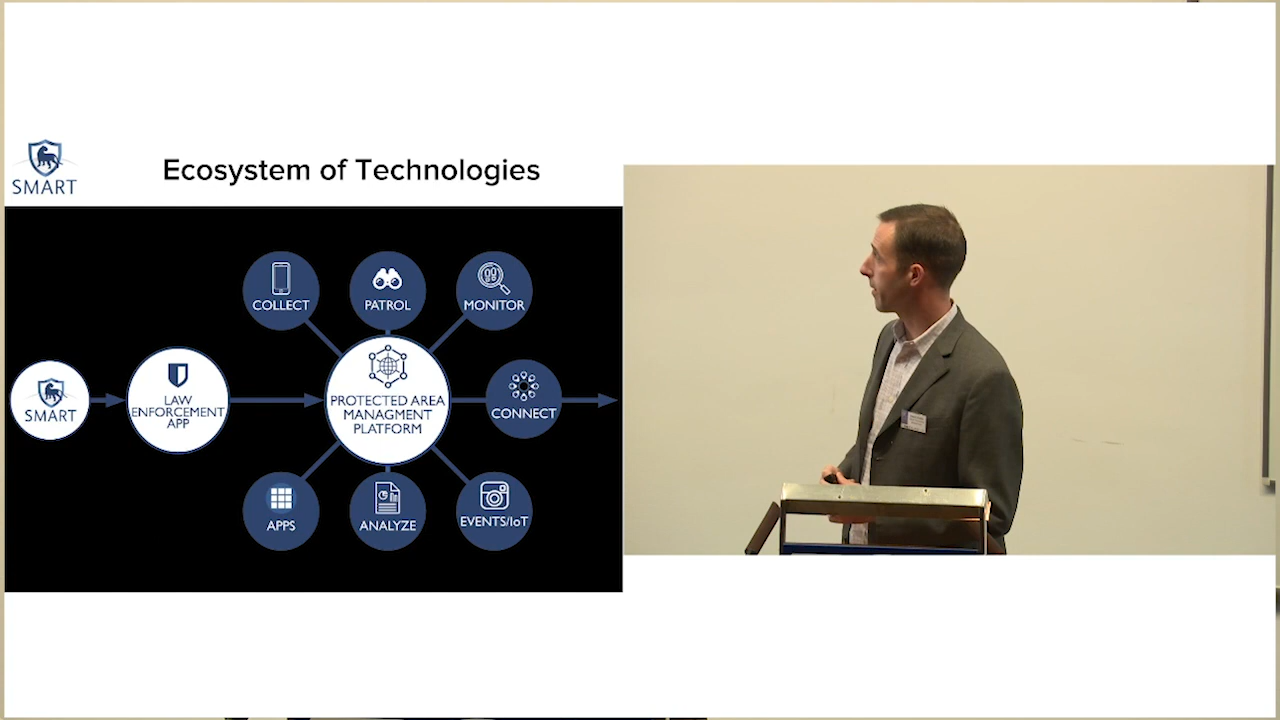 SMART
Ecosystem of Technologies
COLLECT
PATROL
MONITOR
SMART
LAW
ENFORCEMENT
APP
PROTECTED AREA
MANAGMENT
PLATFORM
CONNECT
APPS
ANALYZE
EVENTS/IoT